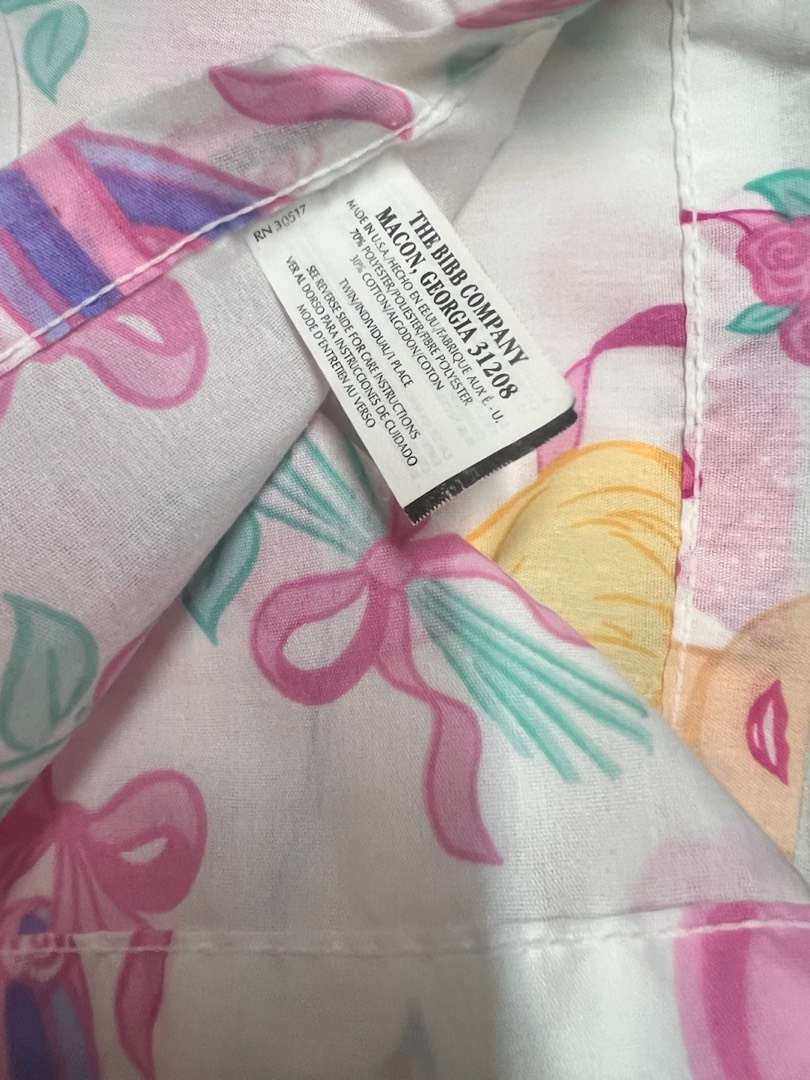 RN 30517
THE BIBB COMPANY
MACON, GEORGIA 31208
MADE IN U.S.A./HECHO EN EEUU/FABRIQUE AUX É.-U.
70% POLYESTER/POLIESTER/FIBRE POLYESTER
30% COTTON/ALGODON/COTON
TWIN/INDIVIDUAL/1 PLACE
SEE REVERSE SIDE FOR CARE INSTRUCTIONS
VER AL DORSO PARA INSTRUCCIONES DE CUIDADO
MODE D'ENTRETIEN AU VERSO